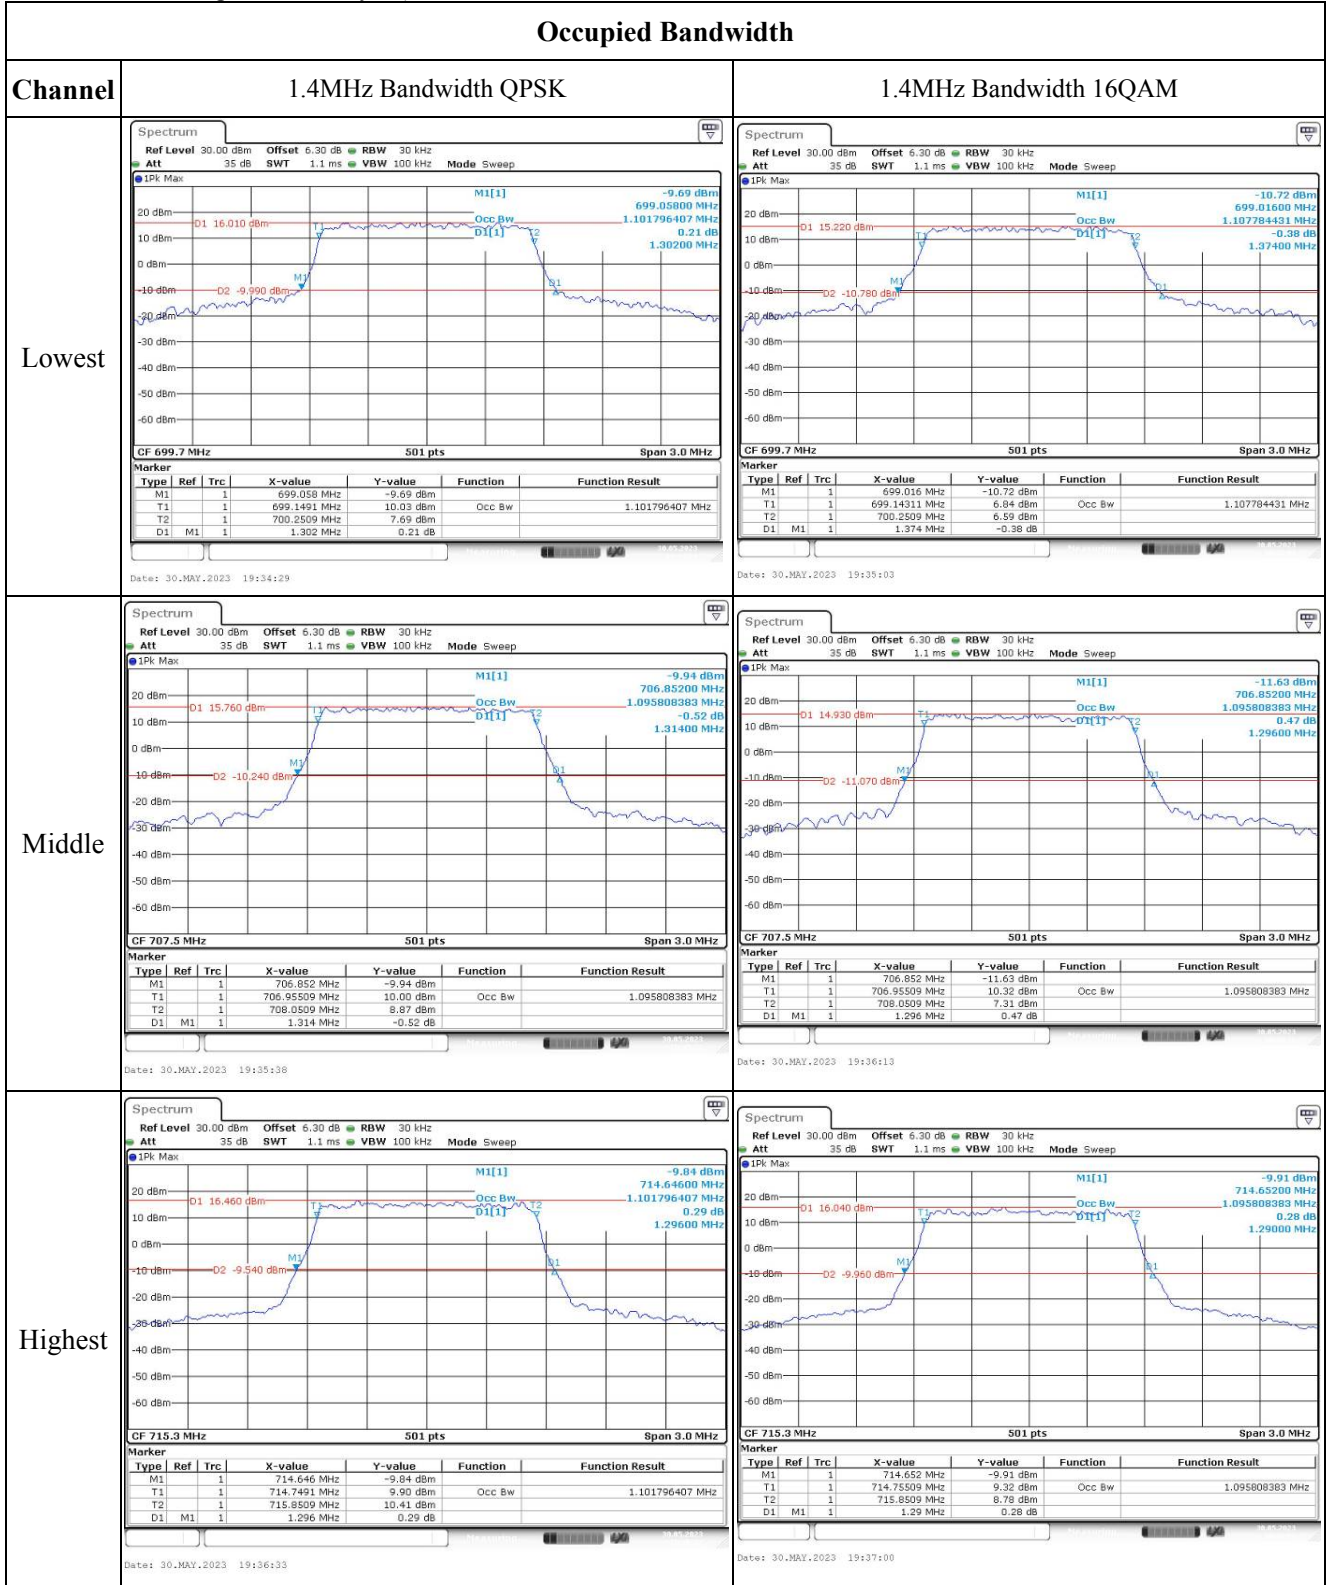 Occupied Bandwidth
Channel 1.4MHz Bandwidth QPSK 1.4MHz Bandwidth 16QAM
Lowest
Spectrum
Ref Level 30.00 dBm Offset 6.30 dB RBW 30 kHz
Att 35 dB SWT 1.1 ms VBW 100 kHz Mode Sweep
1Pk Max
M1[1] -9.69 dBm
699.05800 MHz
20 dBm
D1 16.010 dBm
T1
Occ Bw 1.101796407 MHz
D1[1] 0.21 dB
T2
1.30200 MHz
10 dBm
0 dBm
M1
D1
-10 dBm
D2 -9.990 dBm
-20 dBm
-30 dBm
-40 dBm
-50 dBm
-60 dBm
CF 699.7 MHz 501 pts Span 3.0 MHz
Marker
Type Ref Trc X-value Y-value Function Function Result
M1 1 699.058 MHz -9.69 dBm
T1 1 699.1491 MHz 10.03 dBm Occ Bw 1.101796407 MHz
T2 1 700.2509 MHz 7.69 dBm
D1 M1 1 1.302 MHz 0.21 dB
Date: 30.MAY.2023 19:34:29
Spectrum
Ref Level 30.00 dBm Offset 6.30 dB RBW 30 kHz
Att 35 dB SWT 1.1 ms VBW 100 kHz Mode Sweep
1Pk Max
M1[1] -10.72 dBm
699.01600 MHz
20 dBm
D1 15.220 dBm
T1
Occ Bw 1.107784431 MHz
D1[1] -0.38 dB
T2
1.37400 MHz
10 dBm
0 dBm
M1
D1
-10 dBm
D2 -10.780 dBm
-20 dBm
-30 dBm
-40 dBm
-50 dBm
-60 dBm
CF 699.7 MHz 501 pts Span 3.0 MHz
Marker
Type Ref Trc X-value Y-value Function Function Result
M1 1 699.016 MHz -10.72 dBm
T1 1 699.14311 MHz 6.84 dBm Occ Bw 1.107784431 MHz
T2 1 700.2509 MHz 6.59 dBm
D1 M1 1 1.374 MHz -0.38 dB
Date: 30.MAY.2023 19:35:03
Middle
Spectrum
Ref Level 30.00 dBm Offset 6.30 dB RBW 30 kHz
Att 35 dB SWT 1.1 ms VBW 100 kHz Mode Sweep
1Pk Max
M1[1] -9.94 dBm
706.85200 MHz
20 dBm
D1 15.760 dBm
T1
Occ Bw 1.095808383 MHz
D1[1] -0.52 dB
T2
1.31400 MHz
10 dBm
0 dBm
M1
D1
-10 dBm
D2 -10.240 dBm
-20 dBm
-30 dBm
-40 dBm
-50 dBm
-60 dBm
CF 707.5 MHz 501 pts Span 3.0 MHz
Marker
Type Ref Trc X-value Y-value Function Function Result
M1 1 706.852 MHz -9.94 dBm
T1 1 706.95509 MHz 10.00 dBm Occ Bw 1.095808383 MHz
T2 1 708.0509 MHz 8.87 dBm
D1 M1 1 1.314 MHz -0.52 dB
Date: 30.MAY.2023 19:35:38
Spectrum
Ref Level 30.00 dBm Offset 6.30 dB RBW 30 kHz
Att 35 dB SWT 1.1 ms VBW 100 kHz Mode Sweep
1Pk Max
M1[1] -11.63 dBm
706.85200 MHz
20 dBm
D1 14.930 dBm
T1
Occ Bw 1.095808383 MHz
D1[1] 0.47 dB
T2
1.29600 MHz
10 dBm
0 dBm
M1
D1
-10 dBm
D2 -11.070 dBm
-20 dBm
-30 dBm
-40 dBm
-50 dBm
-60 dBm
CF 707.5 MHz 501 pts Span 3.0 MHz
Marker
Type Ref Trc X-value Y-value Function Function Result
M1 1 706.852 MHz -11.63 dBm
T1 1 706.95509 MHz 10.32 dBm Occ Bw 1.095808383 MHz
T2 1 708.0509 MHz 7.31 dBm
D1 M1 1 1.296 MHz 0.47 dB
Date: 30.MAY.2023 19:36:13
Highest
Spectrum
Ref Level 30.00 dBm Offset 6.30 dB RBW 30 kHz
Att 35 dB SWT 1.1 ms VBW 100 kHz Mode Sweep
1Pk Max
M1[1] -9.84 dBm
714.64600 MHz
20 dBm
D1 16.460 dBm
T1
Occ Bw 1.101796407 MHz
D1[1] 0.29 dB
T2
1.29600 MHz
10 dBm
0 dBm
M1
D1
-10 dBm
D2 -9.540 dBm
-20 dBm
-30 dBm
-40 dBm
-50 dBm
-60 dBm
CF 715.3 MHz 501 pts Span 3.0 MHz
Marker
Type Ref Trc X-value Y-value Function Function Result
M1 1 714.646 MHz -9.84 dBm
T1 1 714.7491 MHz 9.90 dBm Occ Bw 1.101796407 MHz
T2 1 715.8509 MHz 10.41 dBm
D1 M1 1 1.296 MHz 0.29 dB
Date: 30.MAY.2023 19:36:33
Spectrum
Ref Level 30.00 dBm Offset 6.30 dB RBW 30 kHz
Att 35 dB SWT 1.1 ms VBW 100 kHz Mode Sweep
1Pk Max
M1[1] -9.91 dBm
714.65200 MHz
20 dBm
D1 16.040 dBm
T1
Occ Bw 1.095808383 MHz
D1[1] 0.28 dB
T2
1.29000 MHz
10 dBm
0 dBm
M1
D1
-10 dBm
D2 -9.960 dBm
-20 dBm
-30 dBm
-40 dBm
-50 dBm
-60 dBm
CF 715.3 MHz 501 pts Span 3.0 MHz
Marker
Type Ref Trc X-value Y-value Function Function Result
M1 1 714.652 MHz -9.91 dBm
T1 1 714.75509 MHz 9.32 dBm Occ Bw 1.095808383 MHz
T2 1 715.8509 MHz 8.78 dBm
D1 M1 1 1.29 MHz 0.28 dB
Date: 30.MAY.2023 19:37:00